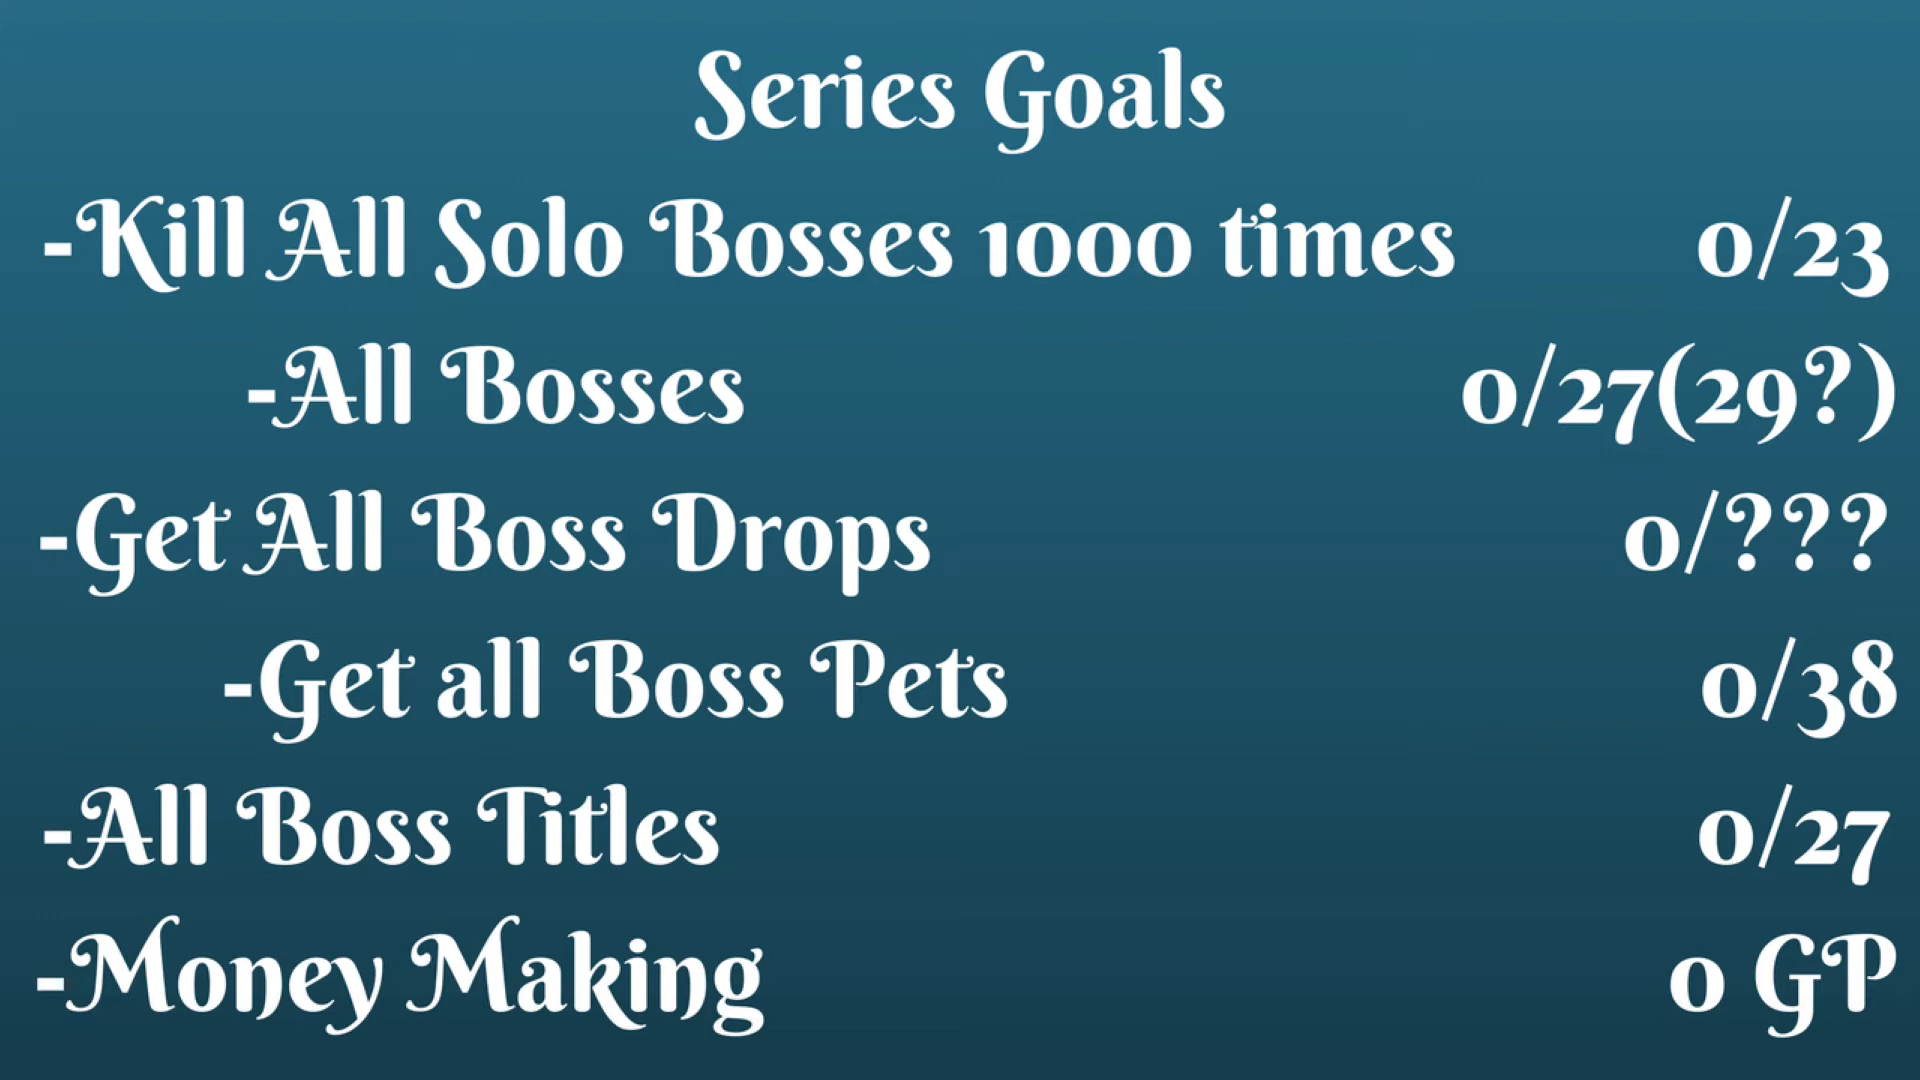 Series Goals
-Kill All Solo Bosses 1000 times 0/23
-All Bosses 0/27(29?)
-Get All Boss Drops 0/???
-Get all Boss Pets 0/38
-All Boss Titles 0/27
-Money Making 0 GP